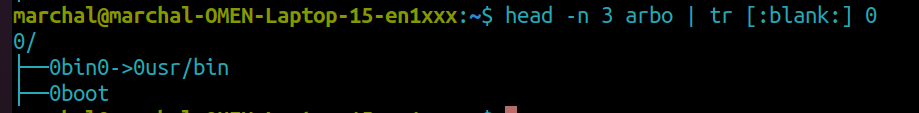 marchal@marchal-OMEN-Laptop-15-en1xxx:~$ head -n 3 arbo | tr [:blank:] 0
0/
├──0bin0->0usr/bin
├──0boot